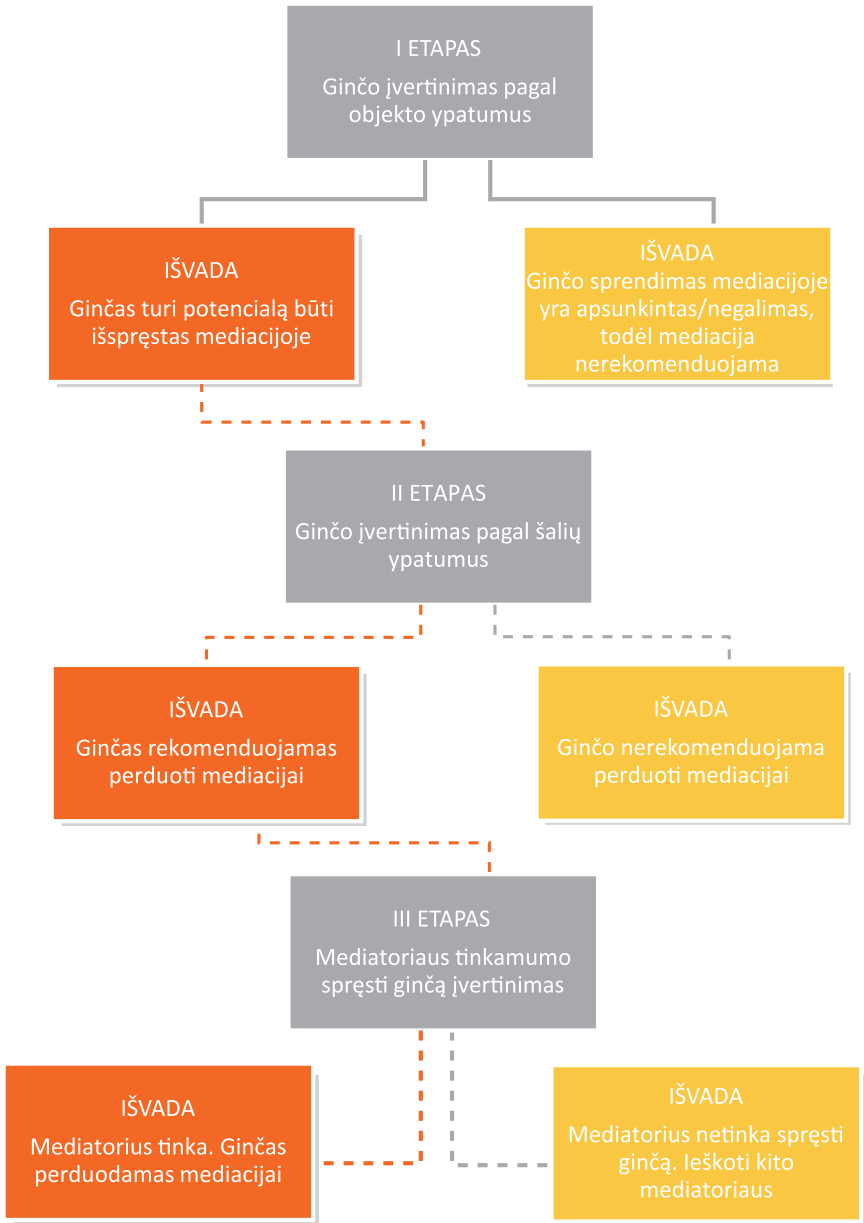 I ETAPAS
Ginčo įvertinimas pagal
objekto ypatumus
IŠVADA
Ginčas turi potencialą būti
išspręstas mediacijoje
IŠVADA
Ginčo sprendimas mediacijoje
yra apsunkintas/negalimas,
todėl mediacija
nerekomenduojama
II ETAPAS
Ginčo įvertinimas pagal šalių
ypatumus
IŠVADA
Ginčas rekomenduojamas
perduoti mediacijai
IŠVADA
Ginčo nerekomenduojama
perduoti mediacijai
III ETAPAS
Mediatoriaus tinkamumo
spręsti ginčą įvertinimas
IŠVADA
Mediatorius tinka. Ginčas
perduodamas mediacijai
IŠVADA
Mediatorius netinka spręsti
ginčą. Ieškoti kito
mediatoriaus